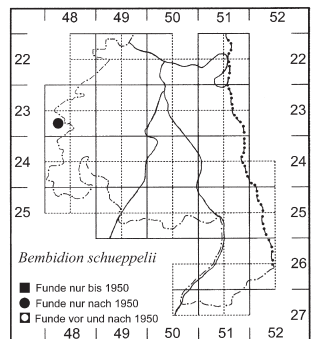 48 49 50 51 52
22
22
23
23
24
24
25
25
Bembidion schueppelii
26
Funde nur bis 1950
Funde nur nach 1950
Funde vor und nach 1950
27
48 49 50 51 52